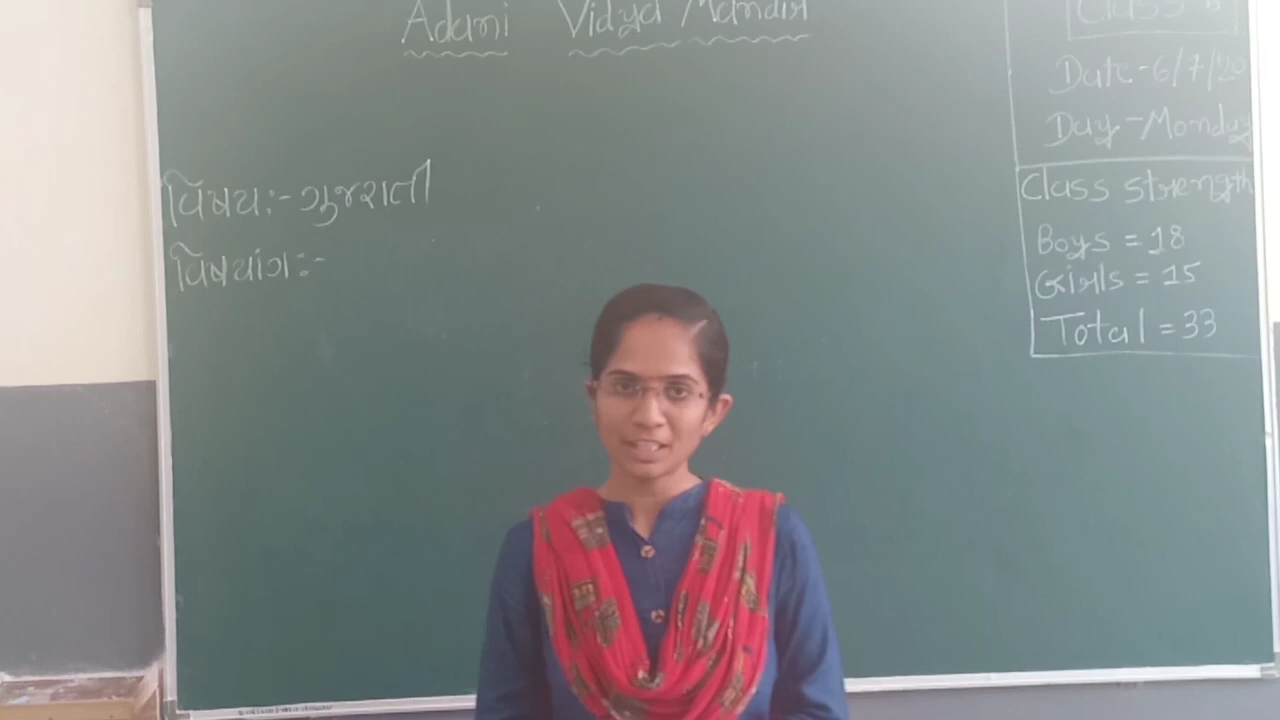 Adani Vidya Mandir
Class
Date-6/7/20
Day-Monday
વિષય:- ગુજરાતી
વિષયાંગ:-
Class strength
Boys = 18
Girls = 15
Total = 33